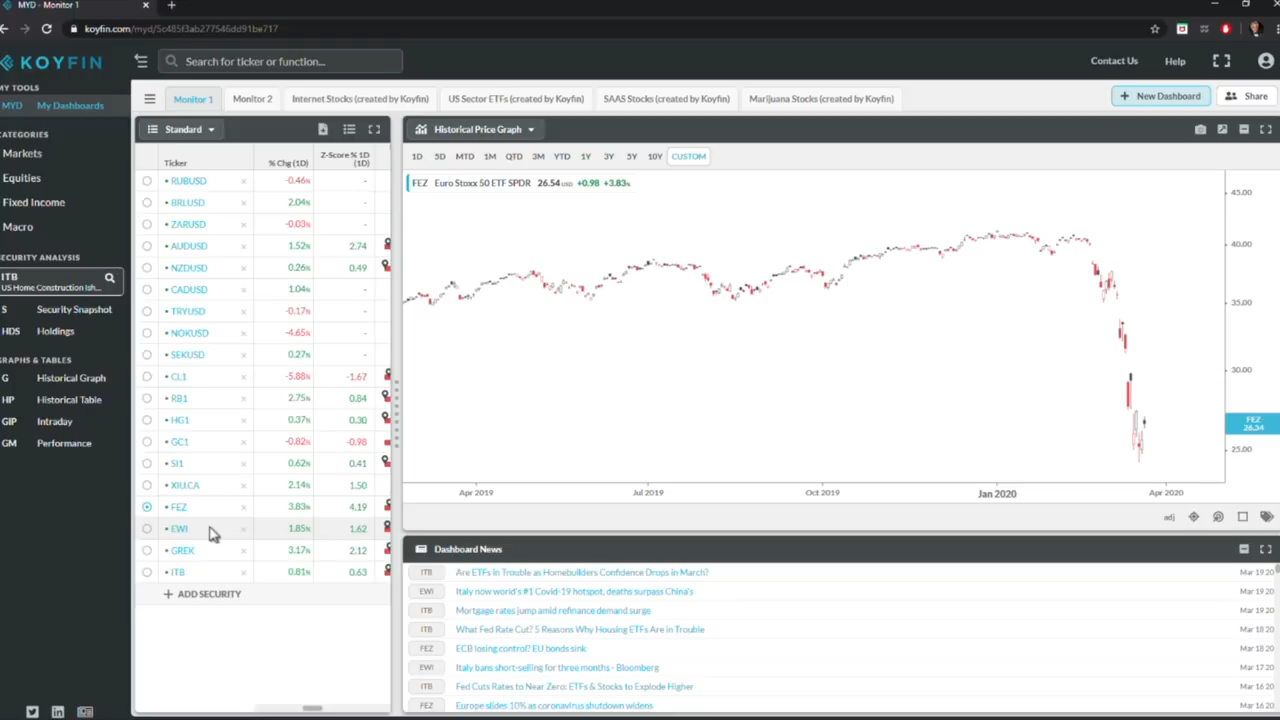 MYD - Monitor 1
koyfin.com/myd/5c485f3ab277546dd91be717
KOYFIN
Search for ticker or function...
Contact Us
Help
MY TOOLS
MYD My Dashboards
CATEGORIES
Markets
Equities
Fixed Income
Macro
SECURITY ANALYSIS
ITB
US Home Construction Ish...
S Security Snapshot
HDS Holdings
GRAPHS & TABLES
G Historical Graph
HP Historical Table
GIP Intraday
GM Performance
Monitor 1
Monitor 2
Internet Stocks (created by Koyfin)
US Sector ETFs (created by Koyfin)
SAAS Stocks (created by Koyfin)
Marijuana Stocks (created by Koyfin)
New Dashboard
Share
Standard
Ticker % Chg (1D) Z-Score % 1D (1D)
RUBUSD × -0.46% -
BRLUSD × 2.04% -
ZARUSD × -0.03% -
AUDUSD × 1.52% 2.74
NZDUSD × 0.26% 0.49
CADUSD × 1.04% -
TRYUSD × -0.17% -
NOKUSD × -4.65% -
SEKUSD × 0.27% -
CL1 × -5.88% -1.67
RB1 × 2.75% 0.84
HG1 × 0.37% 0.30
GC1 × -0.82% -0.98
SI1 × 0.62% 0.41
XIU.CA × 2.14% 1.50
FEZ × 3.83% 4.19
EWI × 1.85% 1.62
GREK × 3.17% 2.12
ITB × 0.81% 0.63
ADD SECURITY
Historical Price Graph
1D 5D MTD 1M QTD 3M YTD 1Y 3Y 5Y 10Y CUSTOM
FEZ Euro Stoxx 50 ETF SPDR 26.54 USD +0.98 +3.83%
45.00
40.00
35.00
30.00
FEZ
26.54
25.00
Apr 2019 Jul 2019 Oct 2019 Jan 2020 Apr 2020
adj
Dashboard News
ITB Are ETFs in Trouble as Homebuilders Confidence Drops in March? Mar 19 20
EWI Italy now world's #1 Covid-19 hotspot, deaths surpass China's Mar 19 20
ITB Mortgage rates jump amid refinance demand surge Mar 19 20
ITB What Fed Rate Cut? 5 Reasons Why Housing ETFs Are in Trouble Mar 18 20
FEZ ECB losing control? EU bonds sink Mar 18 20
EWI Italy bans short-selling for three months - Bloomberg Mar 17 20
ITB Fed Cuts Rates to Near Zero: ETFs & Stocks to Explode Higher Mar 16 20
FEZ Europe slides 10% as coronavirus shutdown widens Mar 16 20